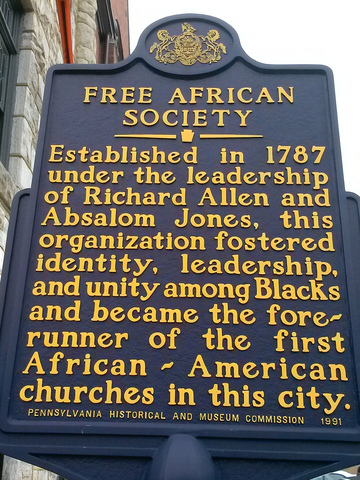 FREE AFRICAN
SOCIETY
Established in 1787
under the leadership
of Richard Allen and
Absalom Jones, this
organization fostered
identity, leadership,
and unity among Blacks
and became the fore-
runner of the first
African - American
churches in this city.
PENNSYLVANIA HISTORICAL AND MUSEUM COMMISSION 1991